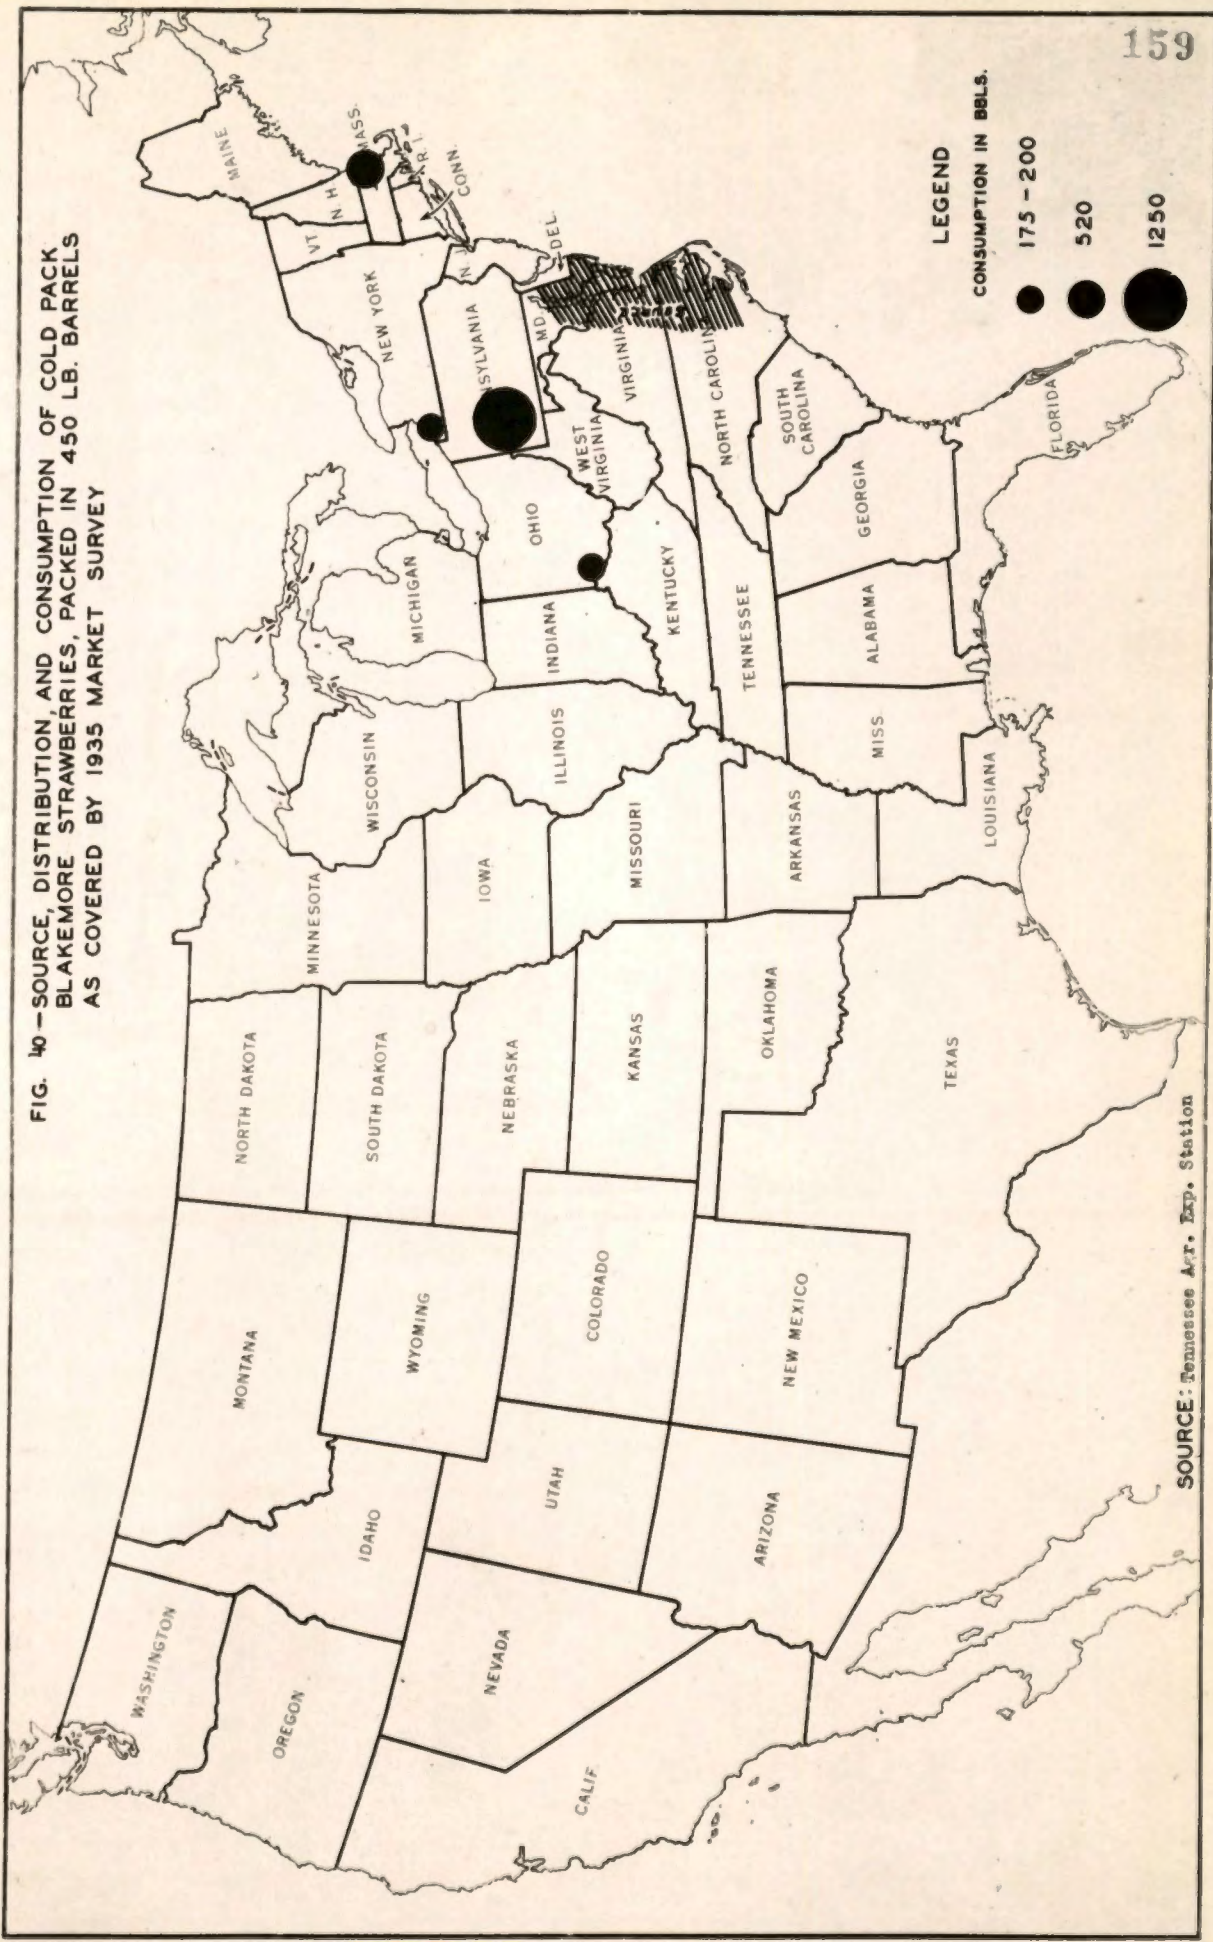 159
FIG. 40—SOURCE, DISTRIBUTION, AND CONSUMPTION OF COLD PACK
BLAKEMORE STRAWBERRIES, PACKED IN 450 LB. BARRELS
AS COVERED BY 1935 MARKET SURVEY
WASHINGTON
OREGON
CALIF.
NEVADA
IDAHO
MONTANA
WYOMING
UTAH
COLORADO
ARIZONA
NEW MEXICO
NORTH DAKOTA
SOUTH DAKOTA
NEBRASKA
KANSAS
OKLAHOMA
TEXAS
MINNESOTA
IOWA
MISSOURI
ARKANSAS
LOUISIANA
WISCONSIN
ILLINOIS
MICHIGAN
INDIANA
OHIO
KENTUCKY
TENNESSEE
MISS
ALABAMA
GEORGIA
FLORIDA
SOUTH
CAROLINA
NORTH CAROLINA
VIRGINIA
WEST
VIRGINIA
MD.
DEL.
NSYLVANIA
N. J.
NEW YORK
CONN.
R. I.
MASS.
VT.
N. H
MAINE
SOURCE
LEGEND
CONSUMPTION IN BBLS.
175 - 200
520
1250
SOURCE: Tennessee Agr. Exp. Station